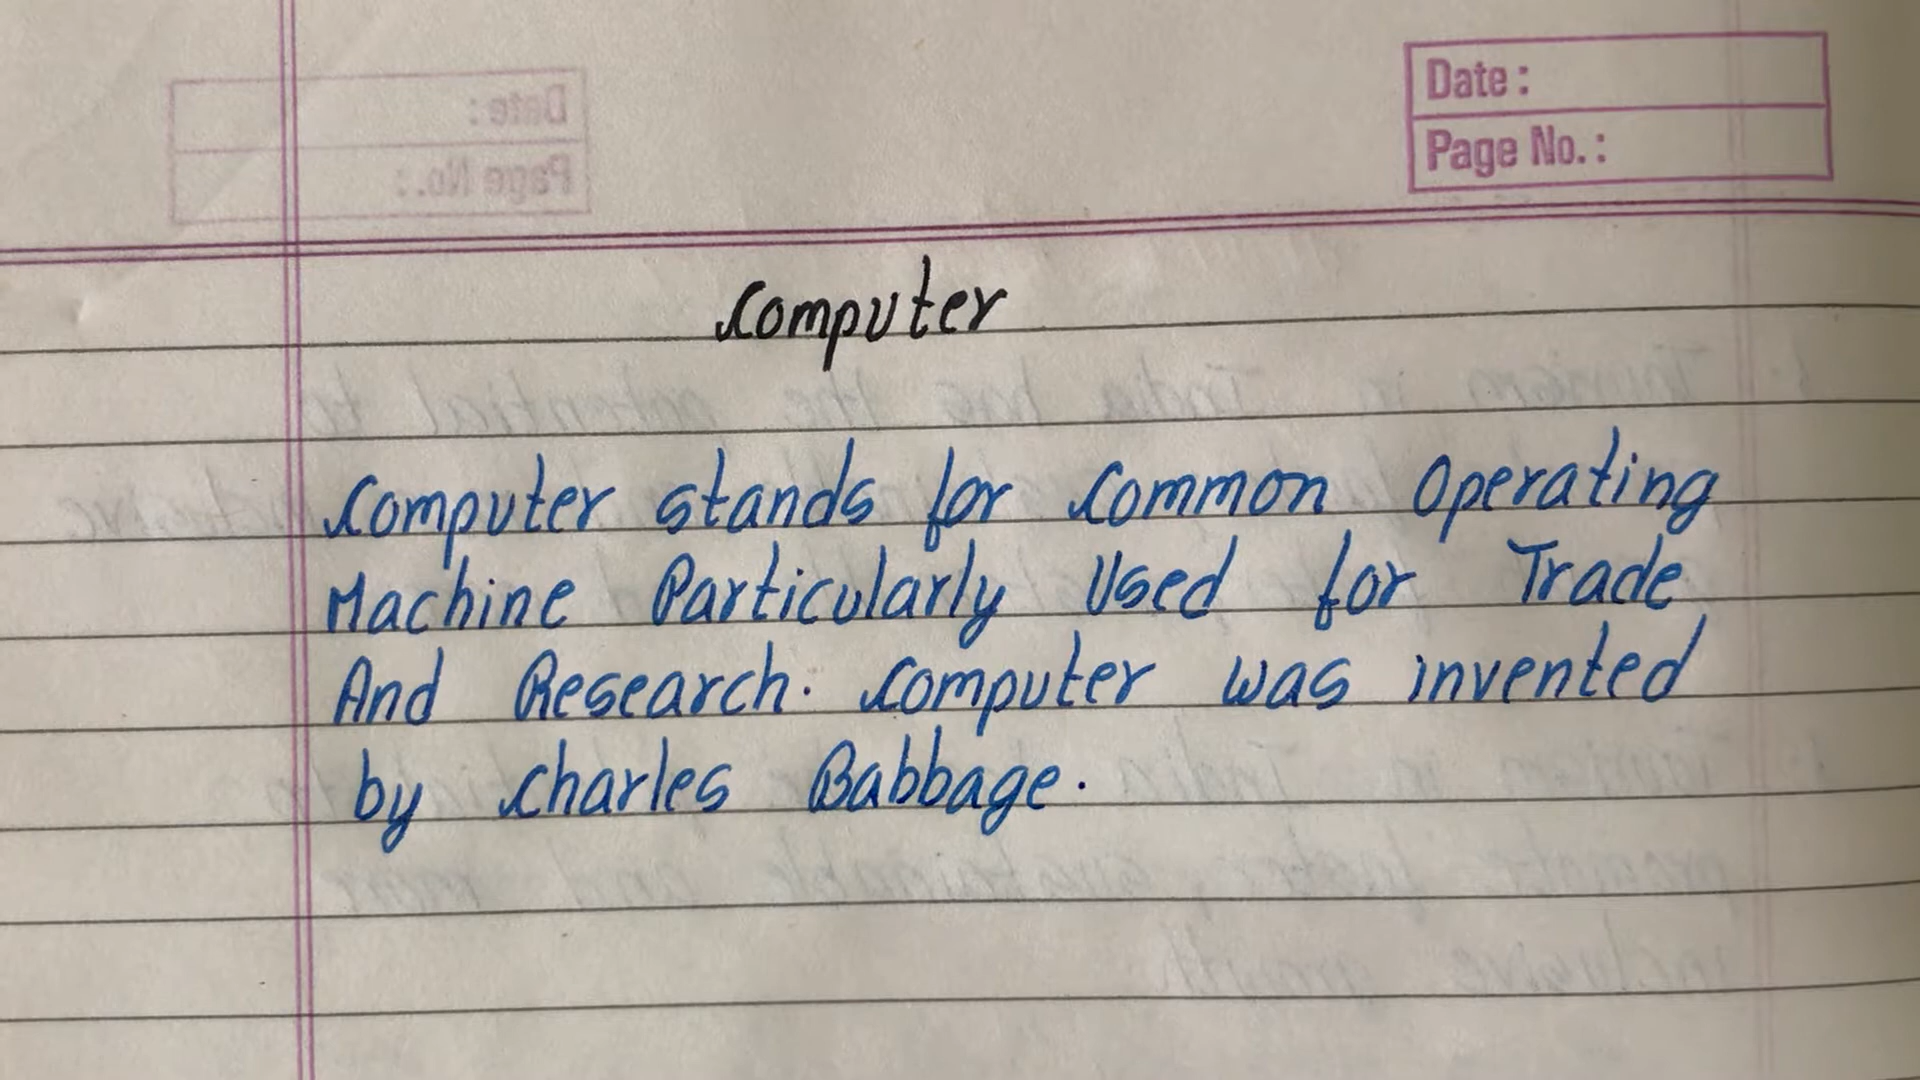 Date :
Page No. :
Computer
Computer stands for Common Operating
Machine Particularly Used for Trade
And Research. Computer was invented
by Charles Babbage.